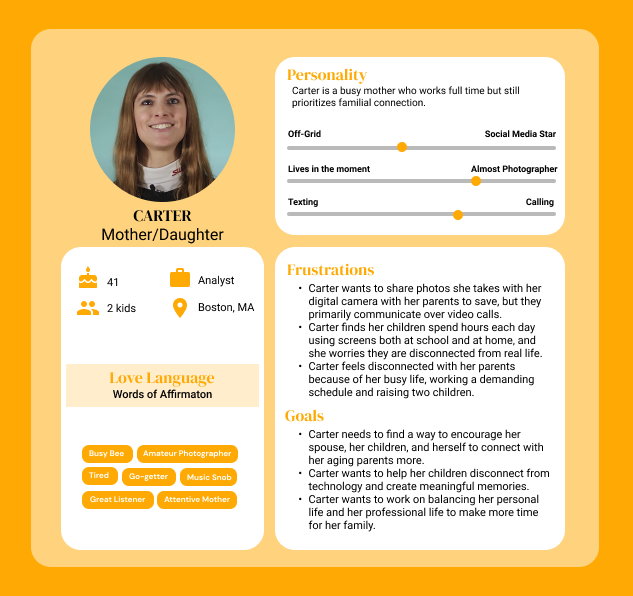 CARTER
Mother/Daughter
41
Analyst
2 kids
Boston, MA
Love Language
Words of Affirmaton
Busy Bee
Amateur Photographer
Tired
Go-getter
Music Snob
Great Listener
Attentive Mother
Personality
Carter is a busy mother who works full time but still
prioritizes familial connection.
Off-Grid
Social Media Star
Lives in the moment
Almost Photographer
Texting
Calling
Frustrations
• Carter wants to share photos she takes with her
digital camera with her parents to save, but they
primarily communicate over video calls.
• Carter finds her children spend hours each day
using screens both at school and at home, and
she worries they are disconnected from real life.
• Carter feels disconnected with her parents
because of her busy life, working a demanding
schedule and raising two children.
Goals
• Carter needs to find a way to encourage her
spouse, her children, and herself to connect with
her aging parents more.
• Carter wants to help her children disconnect from
technology and create meaningful memories.
• Carter wants to work on balancing her personal
life and her professional life to make more time
for her family.